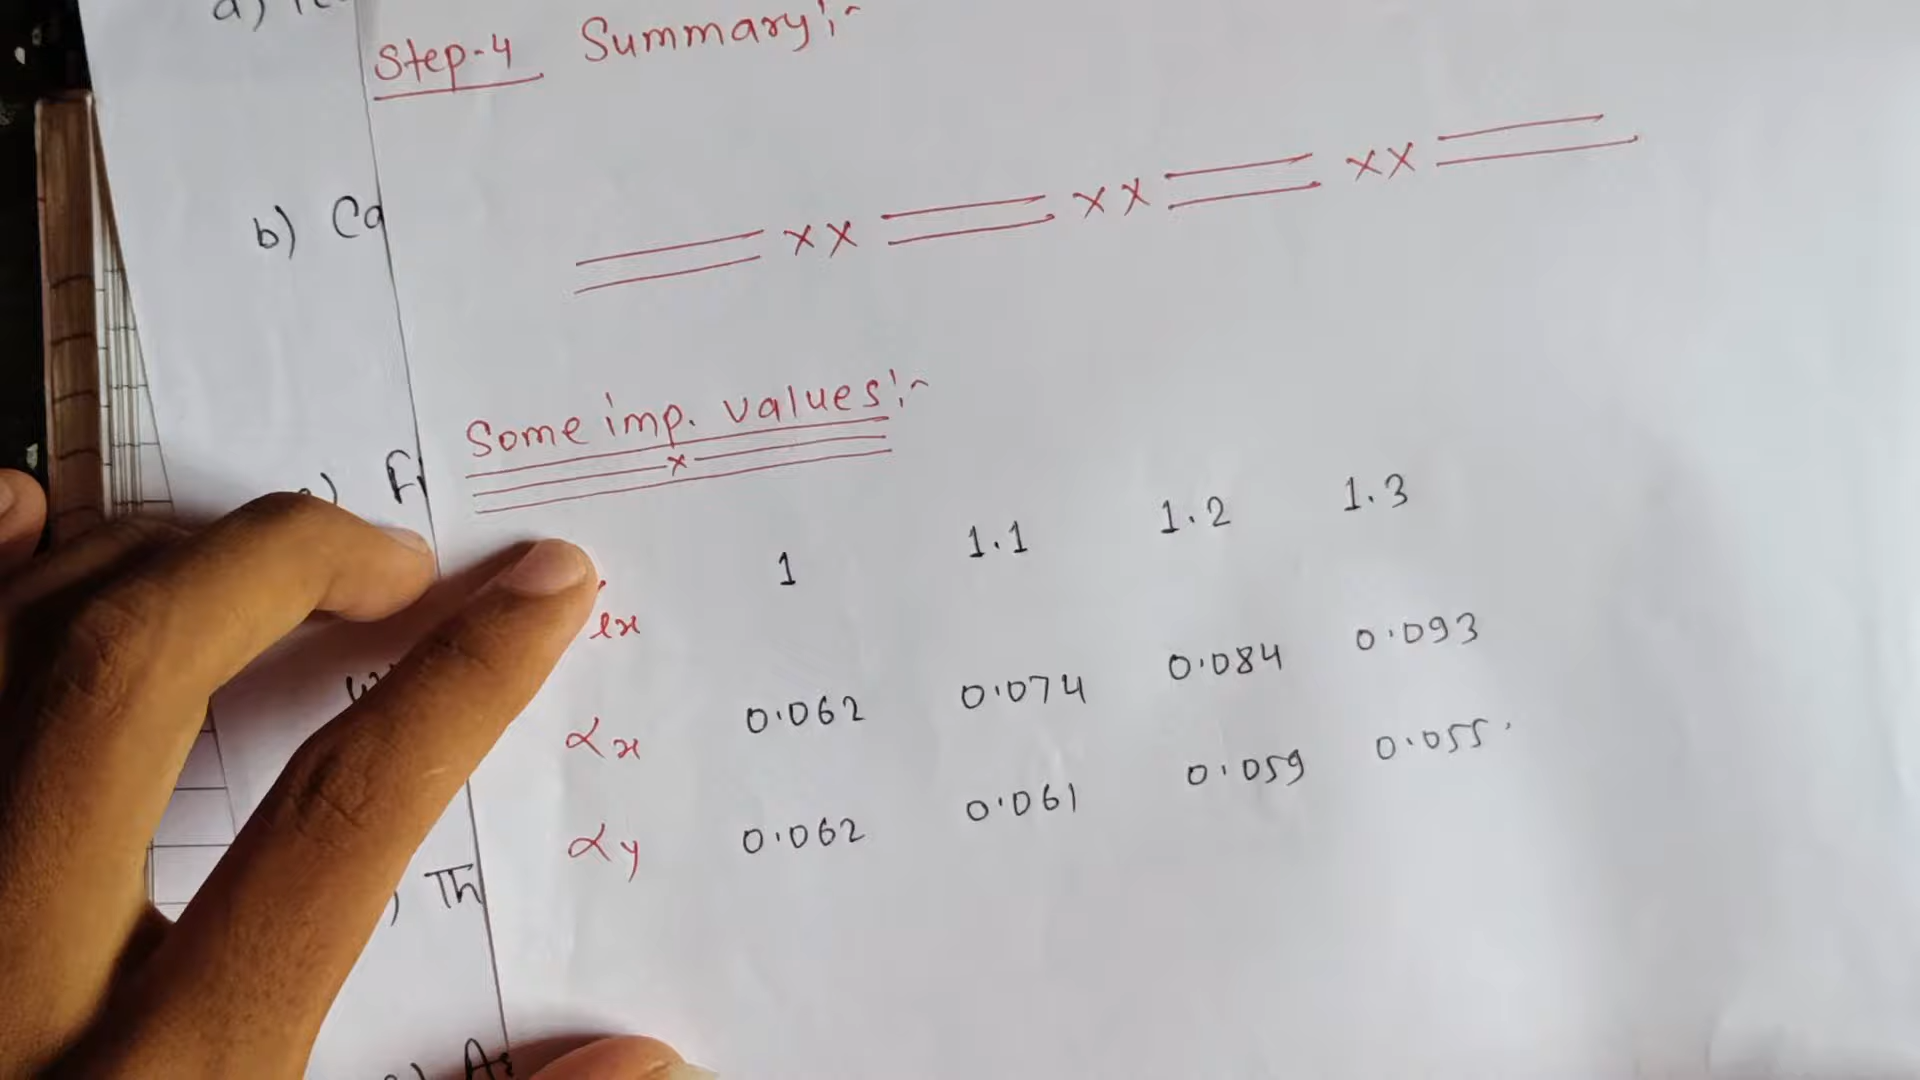 a)
Step-4 Summary:-
b) Ca
xx xx xx
Some imp. values:-
x
1 1.1 1.2 1.3
lx
αx 0.062 0.074 0.084 0.093
αy 0.062 0.061 0.059 0.055
Th